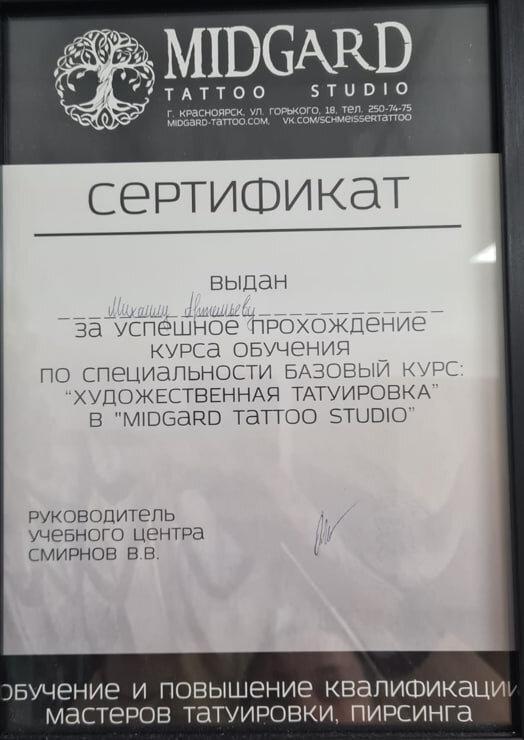 MIDGARD
TATTOO STUDIO
Г. КРАСНОЯРСК, УЛ. ГОРЬКОГО, 18, ТЕЛ. 250-74-75
MIDGARD-TATTOO.COM, VK.COM/SCHMEISSERTATTOO
СЕРТИФИКАТ
ВЫДАН
Михаилу Артемьеву
ЗА УСПЕШНОЕ ПРОХОЖДЕНИЕ
КУРСА ОБУЧЕНИЯ
ПО СПЕЦИАЛЬНОСТИ БАЗОВЫЙ КУРС:
“ХУДОЖЕСТВЕННАЯ ТАТУИРОВКА”
В "MIDGARD TATTOO STUDIO”
РУКОВОДИТЕЛЬ
УЧЕБНОГО ЦЕНТРА
СМИРНОВ В.В.
ОБУЧЕНИЕ И ПОВЫШЕНИЕ КВАЛИФИКАЦИИ
МАСТЕРОВ ТАТУИРОВКИ, ПИРСИНГА